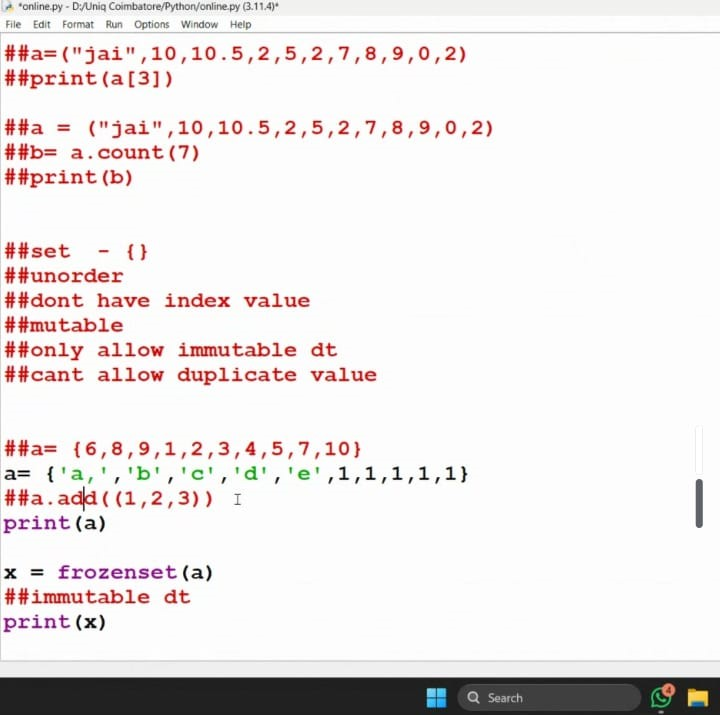 *online.py - D:/Uniq Coimbatore/Python/online.py (3.11.4)*
File Edit Format Run Options Window Help
##a=("jai",10,10.5,2,5,2,7,8,9,0,2)
##print(a[3])
##a = ("jai",10,10.5,2,5,2,7,8,9,0,2)
##b= a.count(7)
##print(b)
##set - {}
##unorder
##dont have index value
##mutable
##only allow immutable dt
##cant allow duplicate value
##a= {6,8,9,1,2,3,4,5,7,10}
a= {'a,','b','c','d','e',1,1,1,1,1}
##a.add((1,2,3))
print(a)
x = frozenset(a)
##immutable dt
print(x)
Search
4